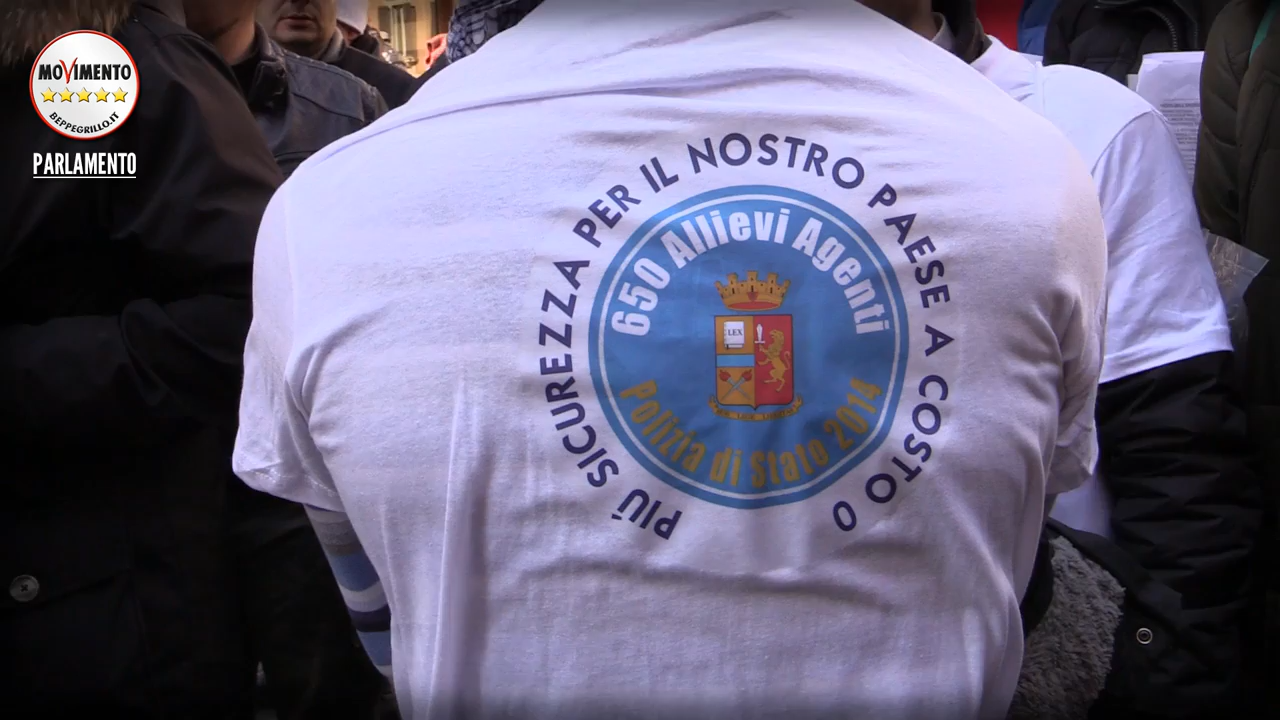 MOVIMENTO
BEPPEGRILLO.IT
PARLAMENTO
PIÚ SICUREZZA PER IL NOSTRO PAESE A COSTO 0
650 Allievi Agenti
LEX
Polizia di Stato 2014